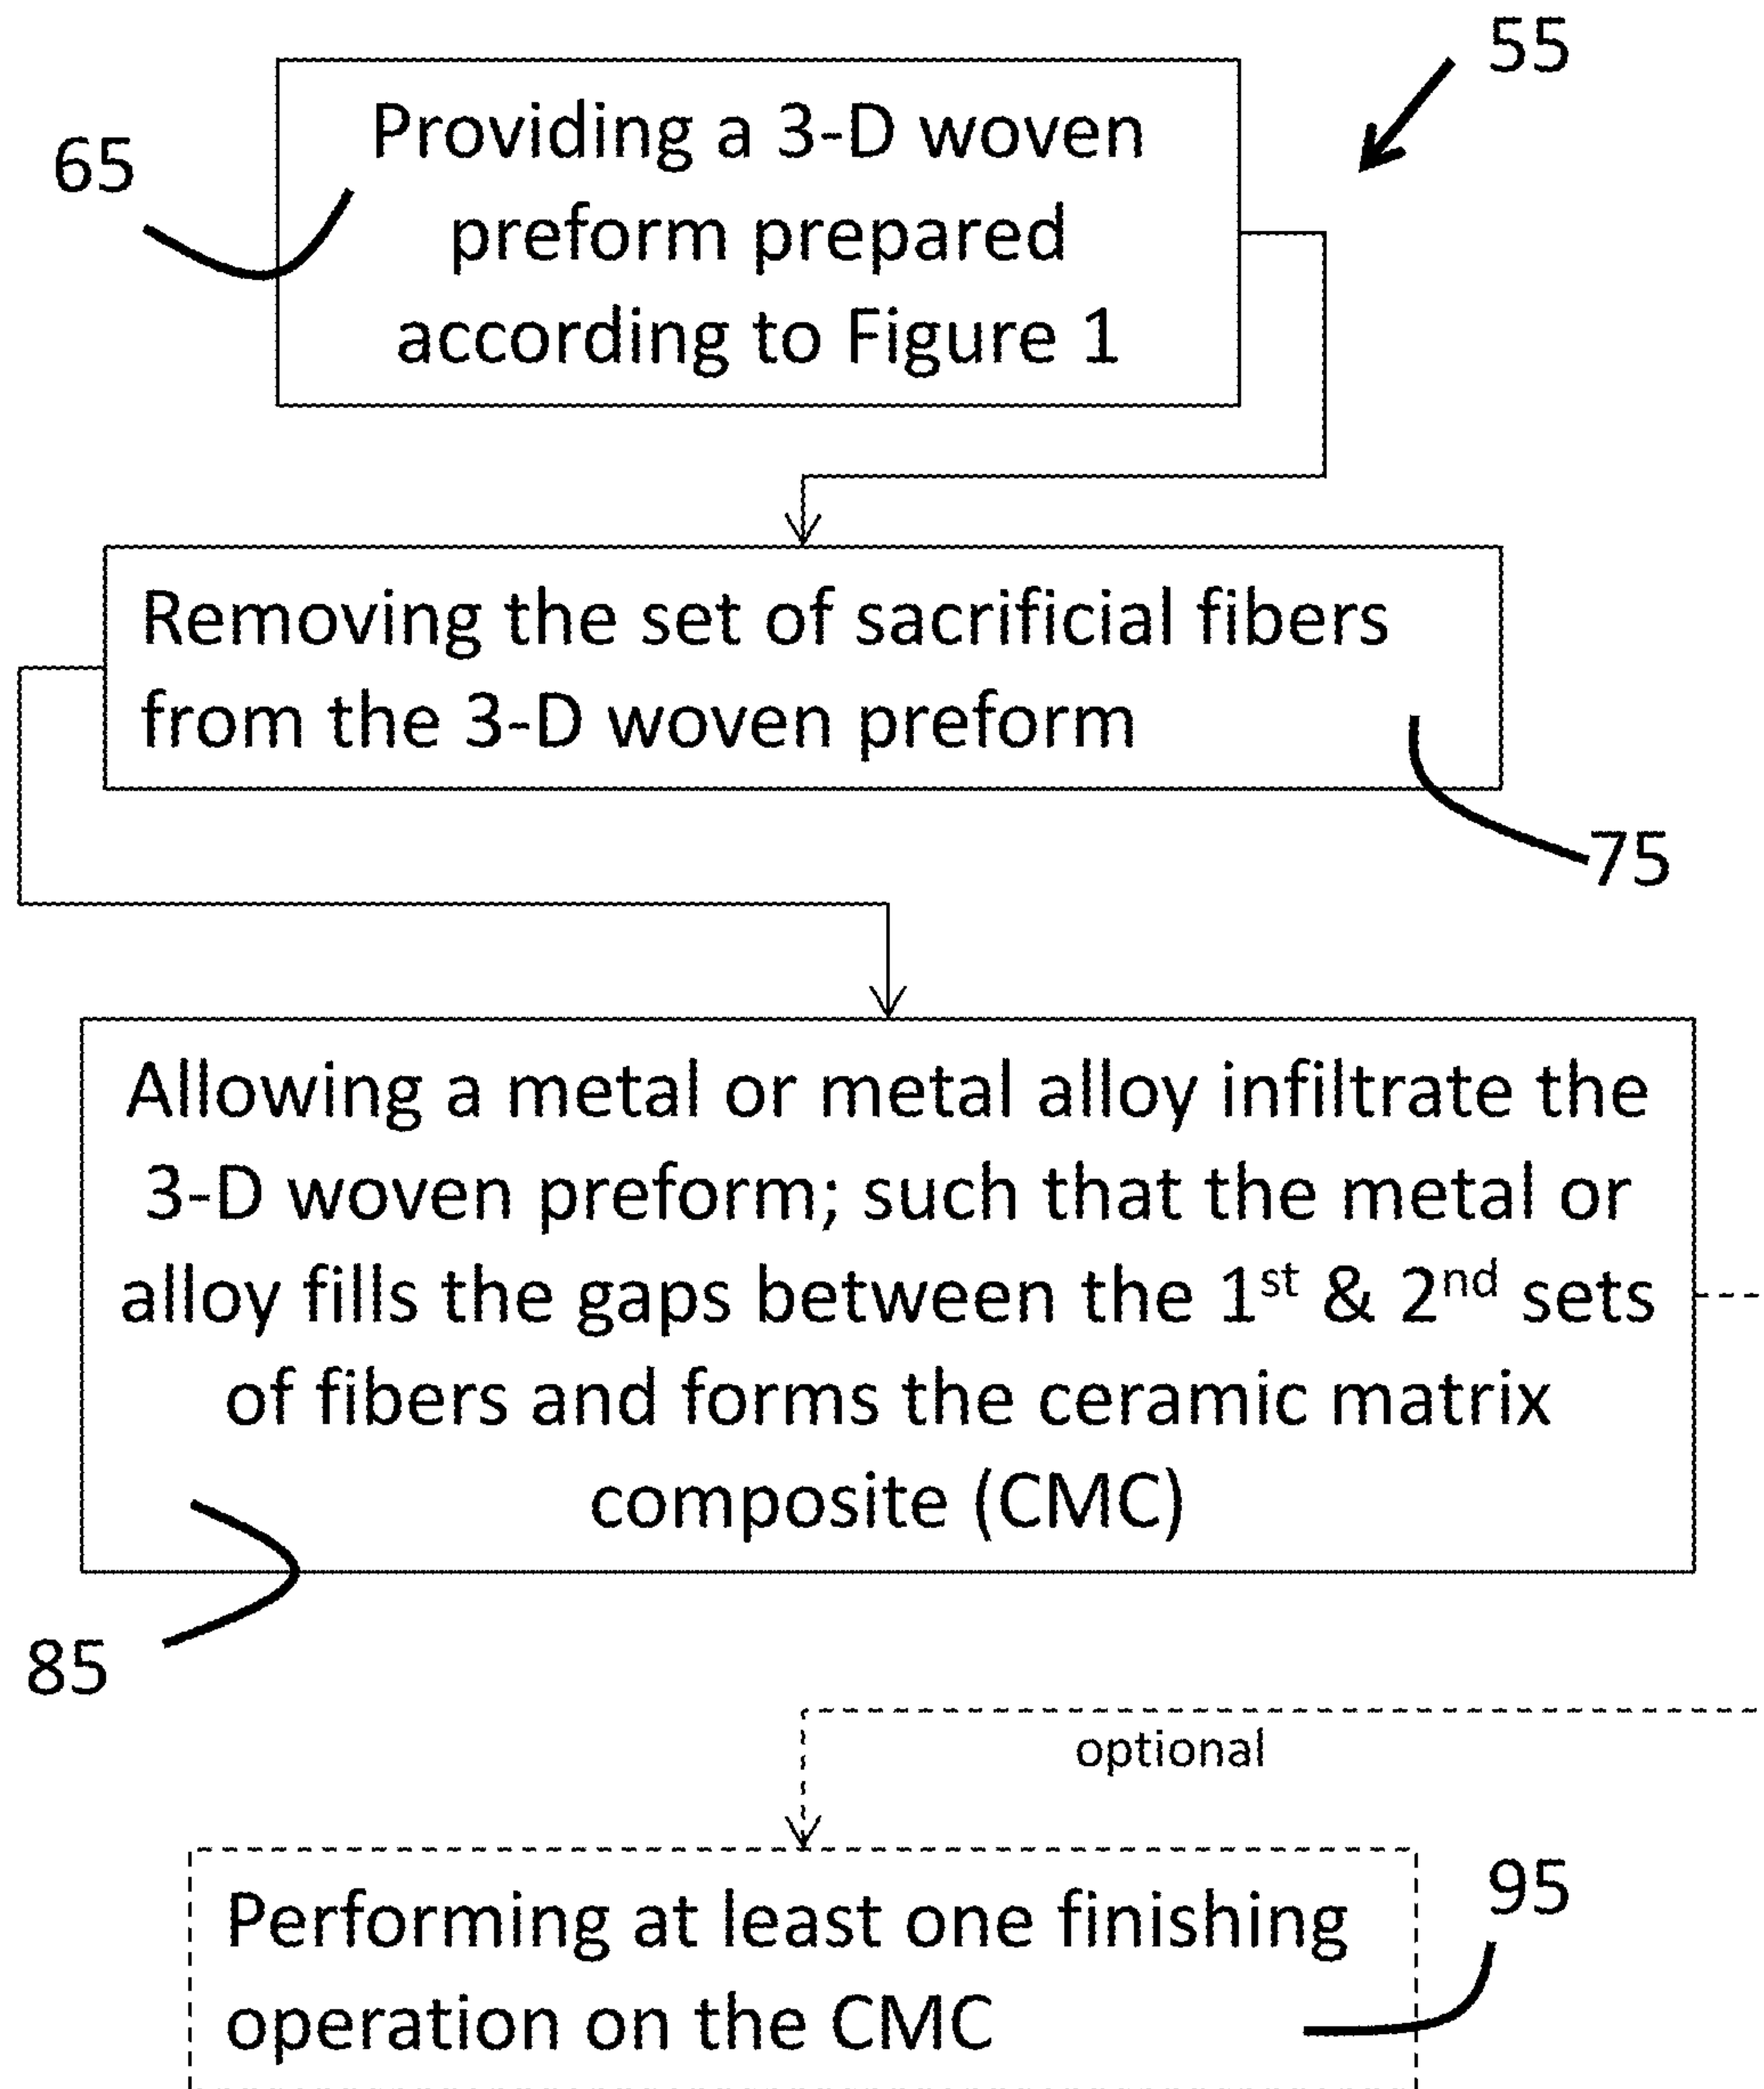 55
65
Providing a 3-D woven
preform prepared
according to Figure 1
Removing the set of sacrificial fibers
from the 3-D woven preform
75
Allowing a metal or metal alloy infiltrate the
3-D woven preform; such that the metal or
alloy fills the gaps between the 1st & 2nd sets
of fibers and forms the ceramic matrix
composite (CMC)
85
optional
95
Performing at least one finishing
operation on the CMC